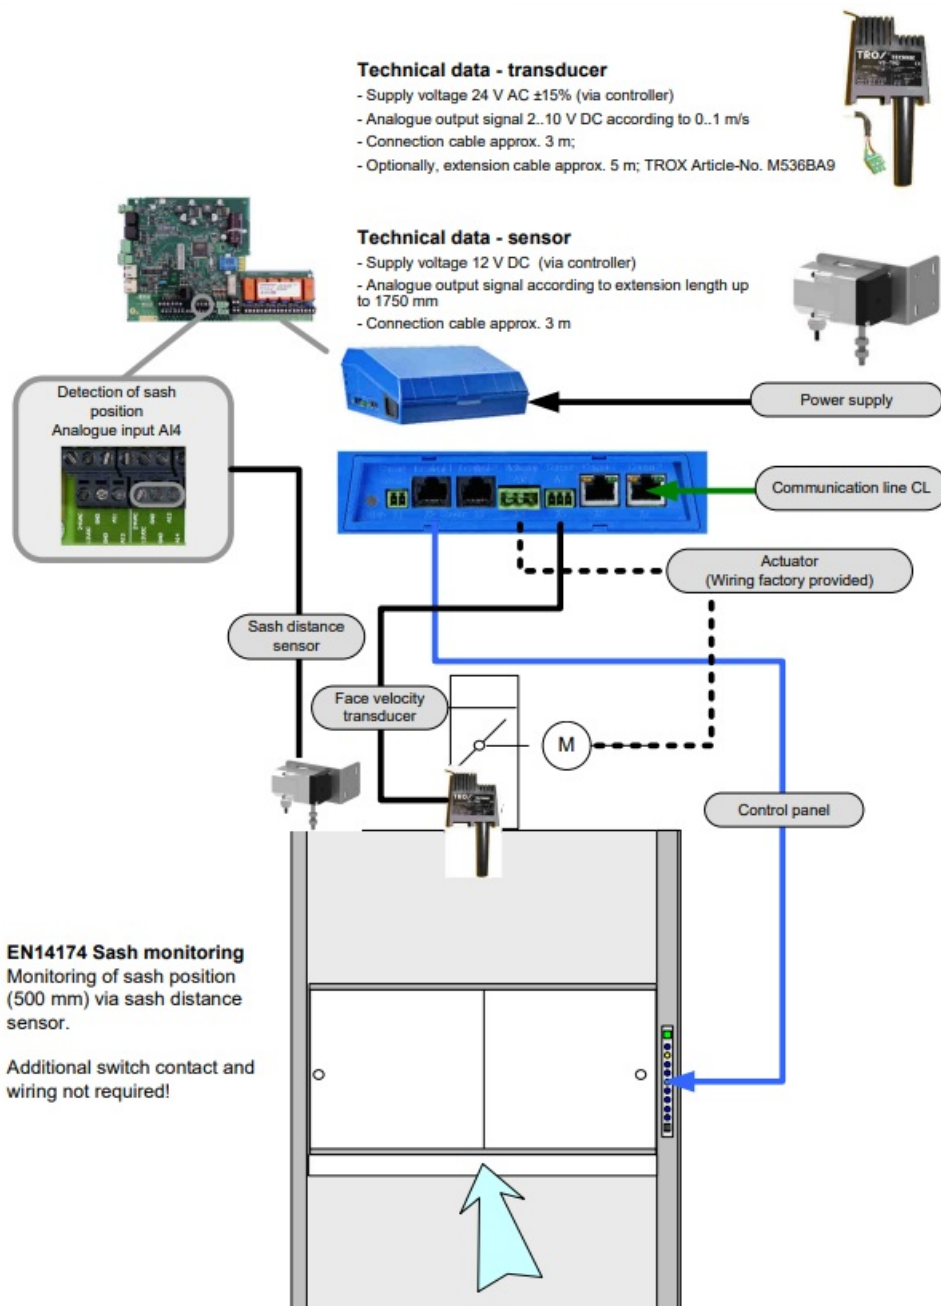 Technical data - transducer
- Supply voltage 24 V AC ±15% (via controller)
- Analogue output signal 2..10 V DC according to 0..1 m/s
- Connection cable approx. 3 m;
- Optionally, extension cable approx. 5 m; TROX Article-No. M536BA9
TROX TECHNIK
Technical data - sensor
- Supply voltage 12 V DC  (via controller)
- Analogue output signal according to extension length up
to 1750 mm
- Connection cable approx. 3 m
Detection of sash
position
Analogue input AI4
Power supply
Communication line CL
Actuator
(Wiring factory provided)
Sash distance
sensor
Face velocity
transducer
M
TROX
Control panel
EN14174 Sash monitoring
Monitoring of sash position
(500 mm) via sash distance
sensor.
Additional switch contact and
wiring not required!